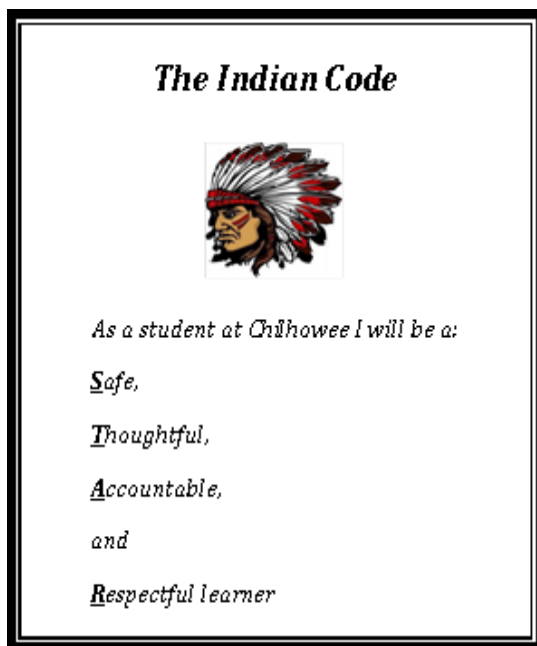 The Indian Code
As a student at Chilhowee I will be a:
Safe,
Thoughtful,
Accountable,
and
Respectful learner